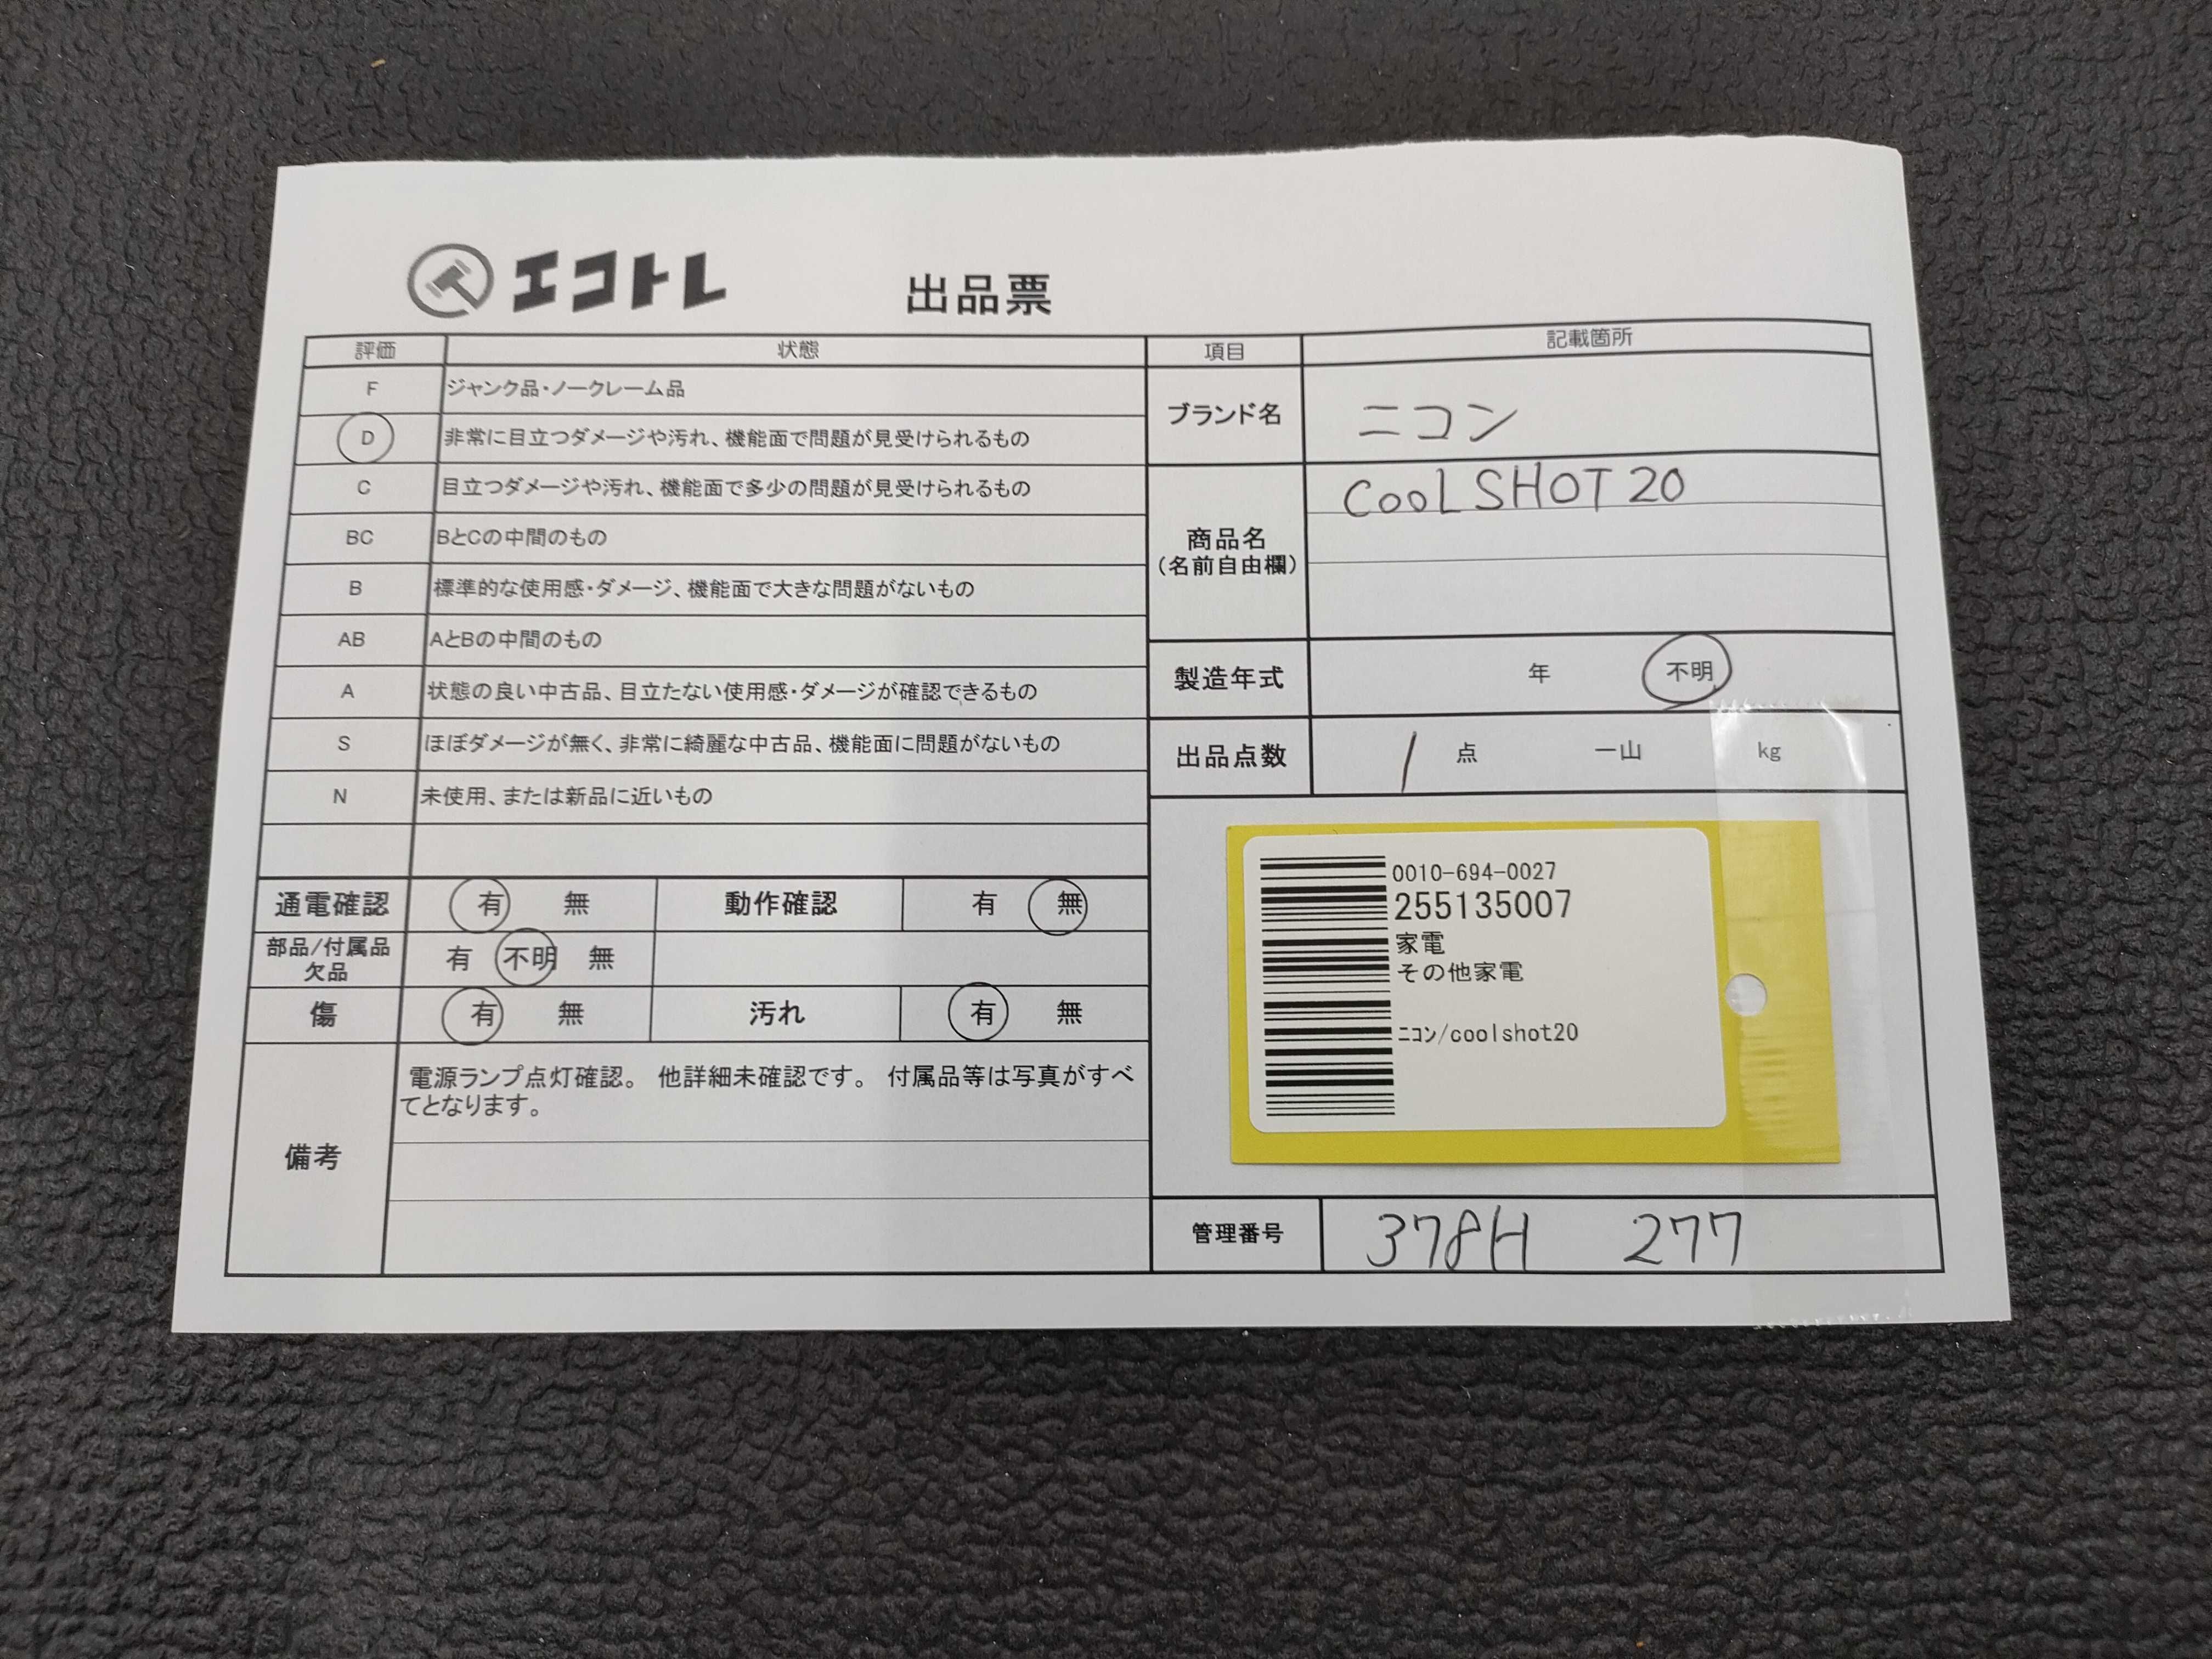 エコトレ 出品票
評価 状態
F ジャンク品・ノークレーム品
D 非常に目立つダメージや汚れ、機能面で問題が見受けられるもの
C 目立つダメージや汚れ、機能面で多少の問題が見受けられるもの
BC BとCの中間のもの
B 標準的な使用感・ダメージ、機能面で大きな問題がないもの
AB AとBの中間のもの
A 状態の良い中古品、目立たない使用感・ダメージが確認できるもの
S ほぼダメージが無く、非常に綺麗な中古品、機能面に問題がないもの
N 未使用、または新品に近いもの
通電確認 有 無 動作確認 有 無
部品/付属品
欠品
有 不明 無
傷 有 無 汚れ 有 無
備考
電源ランプ点灯確認。 他詳細未確認です。 付属品等は写真がすべ
てとなります。
項目 記載箇所
ブランド名 ニコン
商品名
(名前自由欄)
COOLSHOT 20
製造年式 年 不明
出品点数 1 点 一山 kg
0010-694-0027
255135007
家電
その他家電
ﾆｺﾝ/coolshot20
管理番号 378H 277